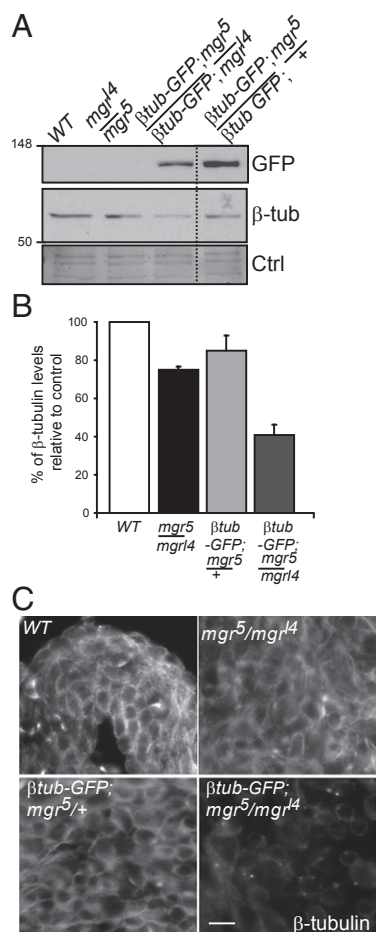 A
WT
mgrl4
mgr5
βtub-GFP;mgr5
βtub-GFP; mgrl4
βtub-GFP; mgr5
βtub GFP; +
148
GFP
β-tub
50
Ctrl
B
% of β-tubulin levels
relative to control
100
80
60
40
20
0
WT
mgr5
mgrl4
βtub
-GFP;
mgr5
+
βtub
-GFP;
mgr5
mgrl4
C
WT
mgr5/mgrl4
βtub-GFP;
mgr5/+
βtub-GFP;
mgr5/mgrl4
β-tubulin